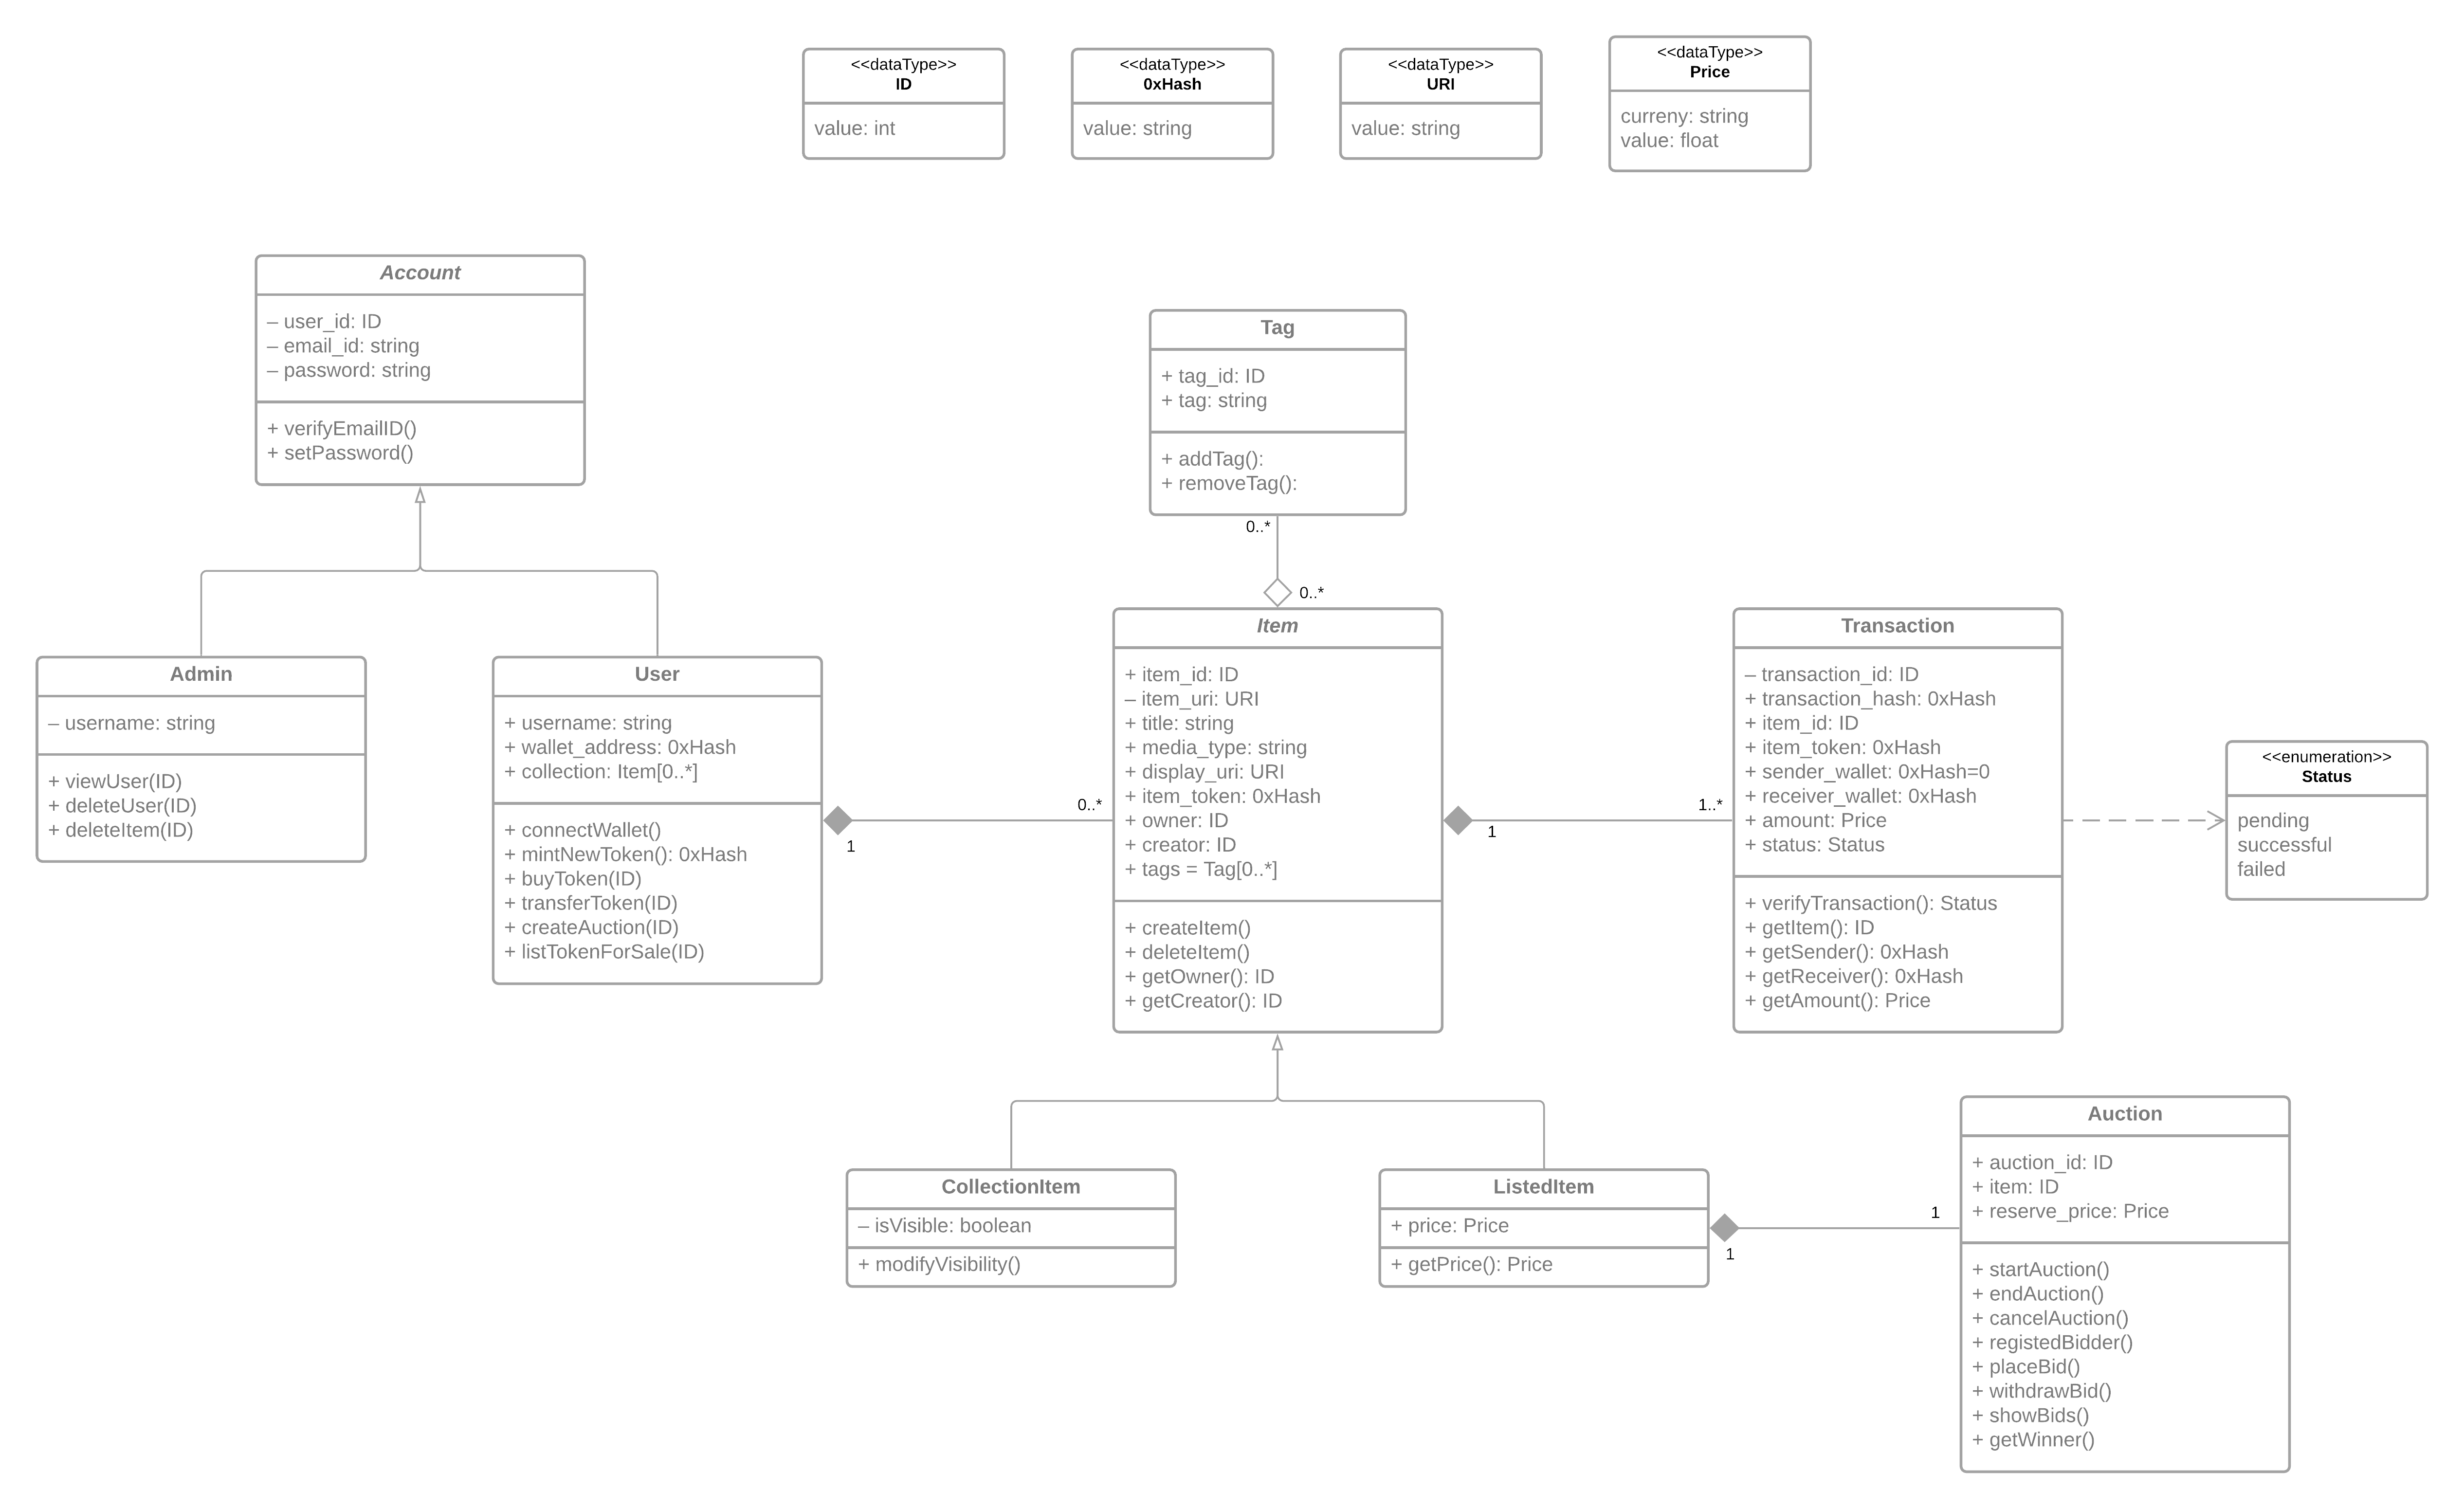 <<dataType>>
ID
value: int
<<dataType>>
0xHash
value: string
<<dataType>>
URI
value: string
<<dataType>>
Price
curreny: string
value: float
Account
– user_id: ID
– email_id: string
– password: string
+ verifyEmailID()
+ setPassword()
Tag
+ tag_id: ID
+ tag: string
+ addTag():
+ removeTag():
0..*
0..*
Admin
– username: string
+ viewUser(ID)
+ deleteUser(ID)
+ deleteItem(ID)
User
+ username: string
+ wallet_address: 0xHash
+ collection: Item[0..*]
+ connectWallet()
+ mintNewToken(): 0xHash
+ buyToken(ID)
+ transferToken(ID)
+ createAuction(ID)
+ listTokenForSale(ID)
1
0..*
Item
+ item_id: ID
– item_uri: URI
+ title: string
+ media_type: string
+ display_uri: URI
+ item_token: 0xHash
+ owner: ID
+ creator: ID
+ tags = Tag[0..*]
+ createItem()
+ deleteItem()
+ getOwner(): ID
+ getCreator(): ID
1
1..*
Transaction
– transaction_id: ID
+ transaction_hash: 0xHash
+ item_id: ID
+ item_token: 0xHash
+ sender_wallet: 0xHash=0
+ receiver_wallet: 0xHash
+ amount: Price
+ status: Status
+ verifyTransaction(): Status
+ getItem(): ID
+ getSender(): 0xHash
+ getReceiver(): 0xHash
+ getAmount(): Price
<<enumeration>>
Status
pending
successful
failed
CollectionItem
– isVisible: boolean
+ modifyVisibility()
ListedItem
+ price: Price
+ getPrice(): Price
1
1
Auction
+ auction_id: ID
+ item: ID
+ reserve_price: Price
+ startAuction()
+ endAuction()
+ cancelAuction()
+ registedBidder()
+ placeBid()
+ withdrawBid()
+ showBids()
+ getWinner()